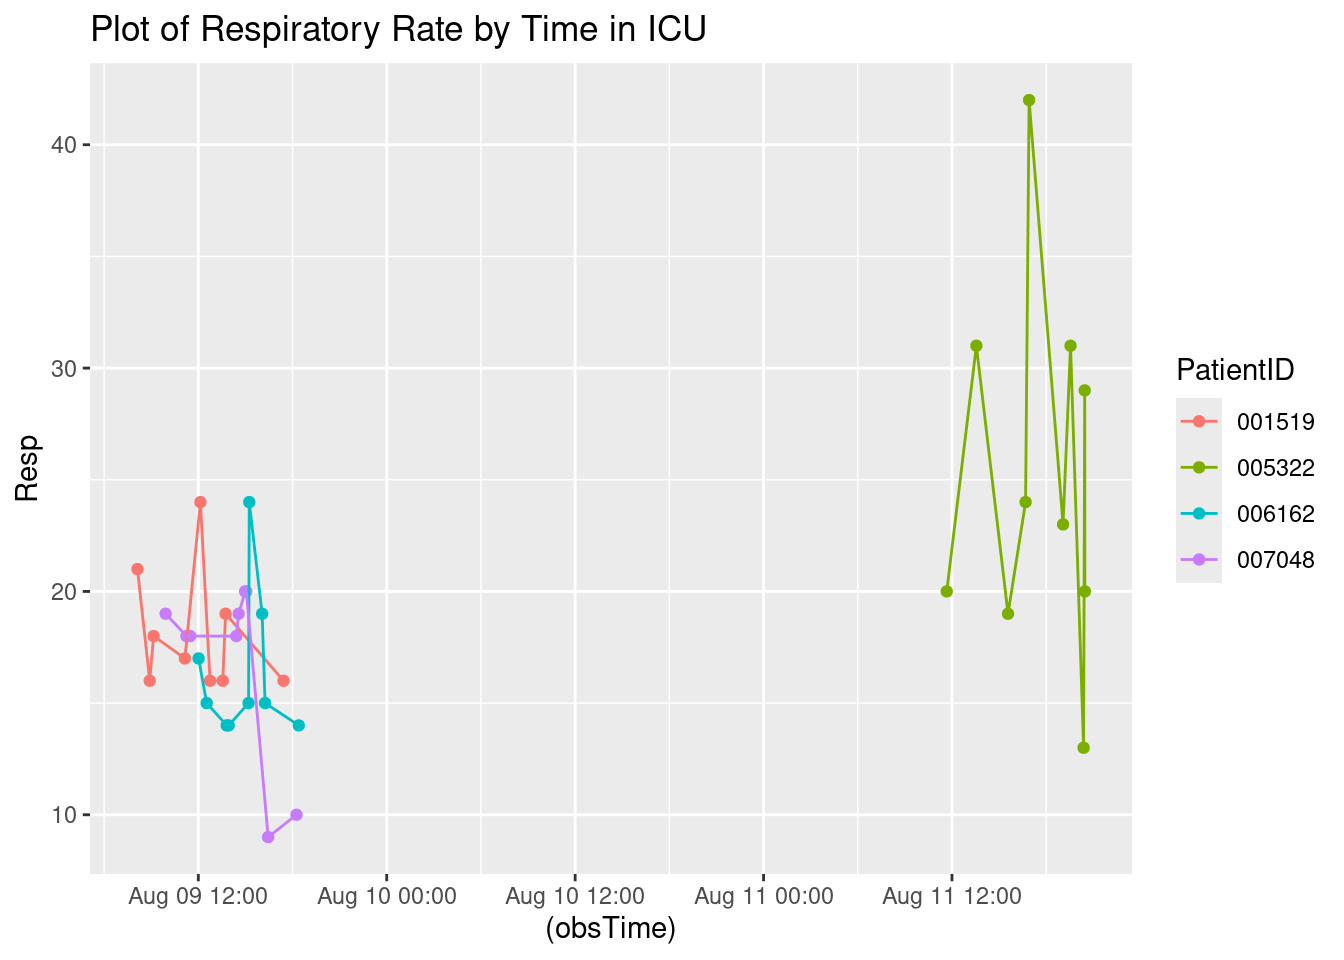 Plot of Respiratory Rate by Time in ICU
40
30
20
10
Resp
Aug 09 12:00
Aug 10 00:00
Aug 10 12:00
Aug 11 00:00
Aug 11 12:00
(obsTime)
PatientID
001519
005322
006162
007048